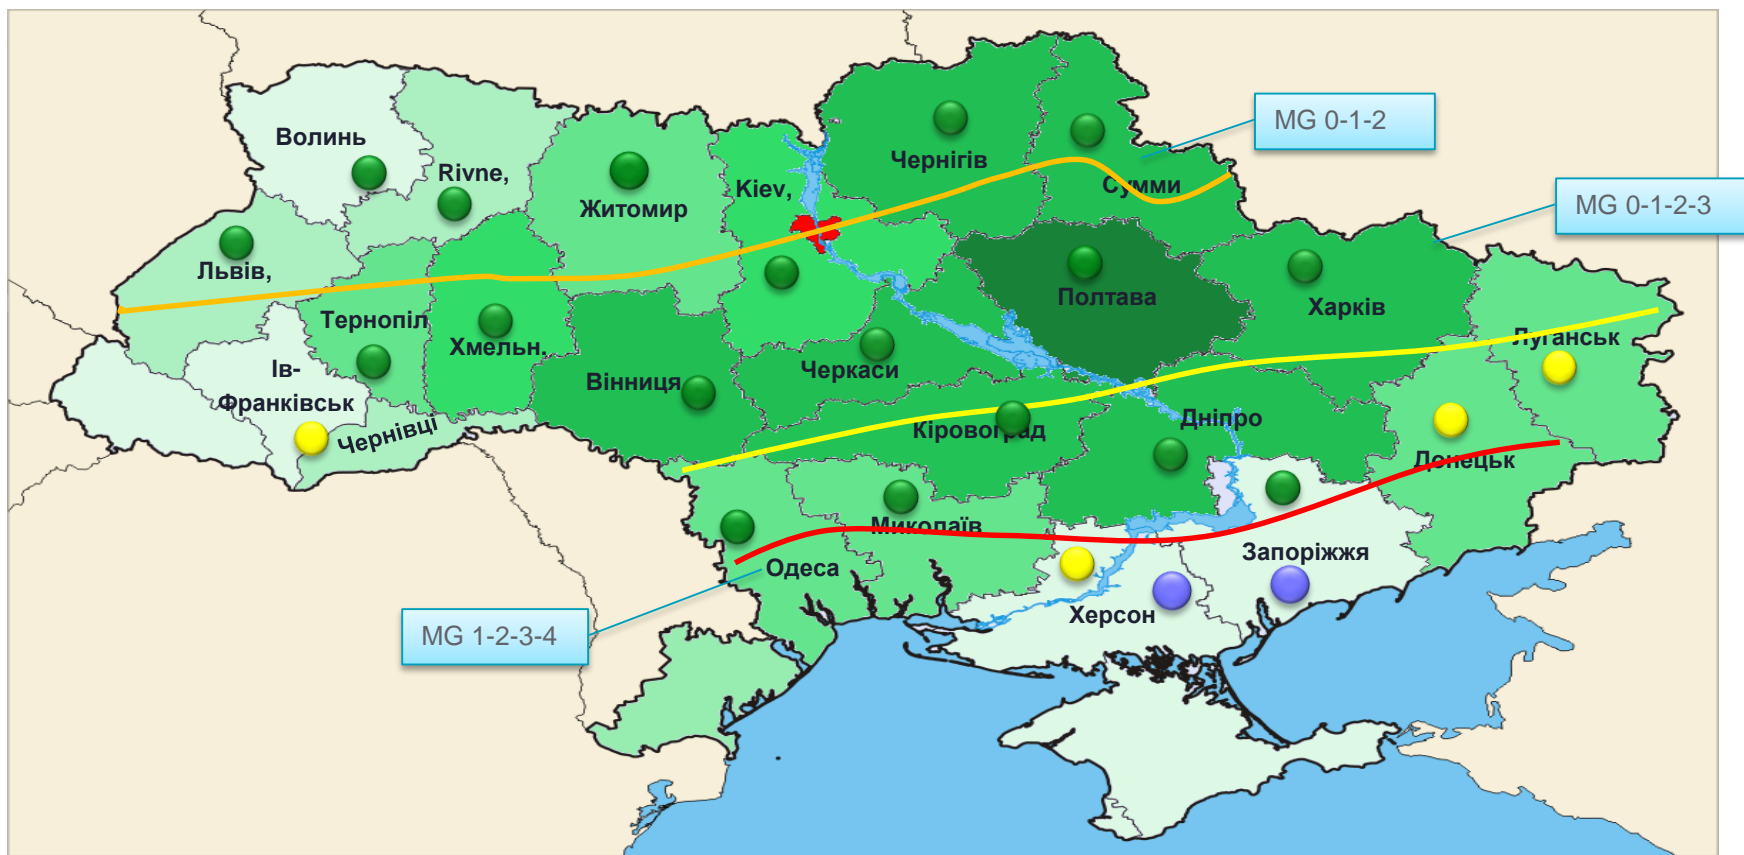 MG 0-1-2
Волинь
Rivne,
Чернігів
Сумми
Kiev,
Житомир
MG 0-1-2-3
Львів,
Полтава
Харків
Тернопіл
Хмельн.
Луганськ
Ів-
Франківськ
Вінниця
Черкаси
Чернівці
Кіровоград
Дніпро
Донецьк
Миколаїв
Запоріжжя
Одеса
Херсон
MG 1-2-3-4